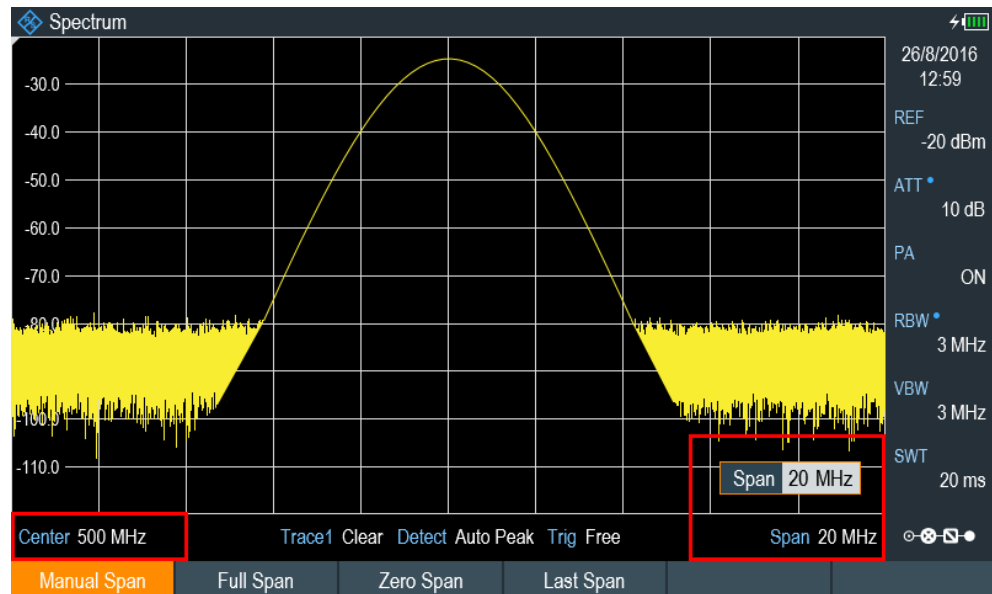 Spectrum
26/8/2016
12:59
-30.0
-40.0
-50.0
-60.0
-70.0
-80.0
-100.0
-110.0
REF
-20 dBm
ATT
10 dB
PA
ON
RBW
3 MHz
VBW
3 MHz
SWT
20 ms
Span 20 MHz
Center 500 MHz Trace1 Clear Detect Auto Peak Trig Free Span 20 MHz
Manual Span Full Span Zero Span Last Span